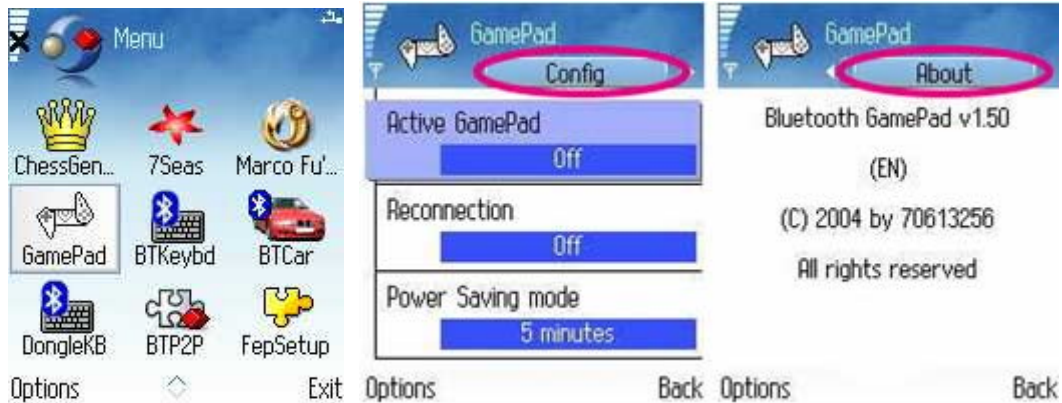 Menu
ChessGen...
7Seas
Marco Fu'...
GamePad
BTKeybd
BTCar
DongleKB
BTP2P
FepSetup
Options
Exit
GamePad
Config
Active GamePad
Off
Reconnection
Off
Power Saving mode
5 minutes
Options
Back
GamePad
About
Bluetooth GamePad v1.50
(EN)
(C) 2004 by 70613256
All rights reserved
Options
Back